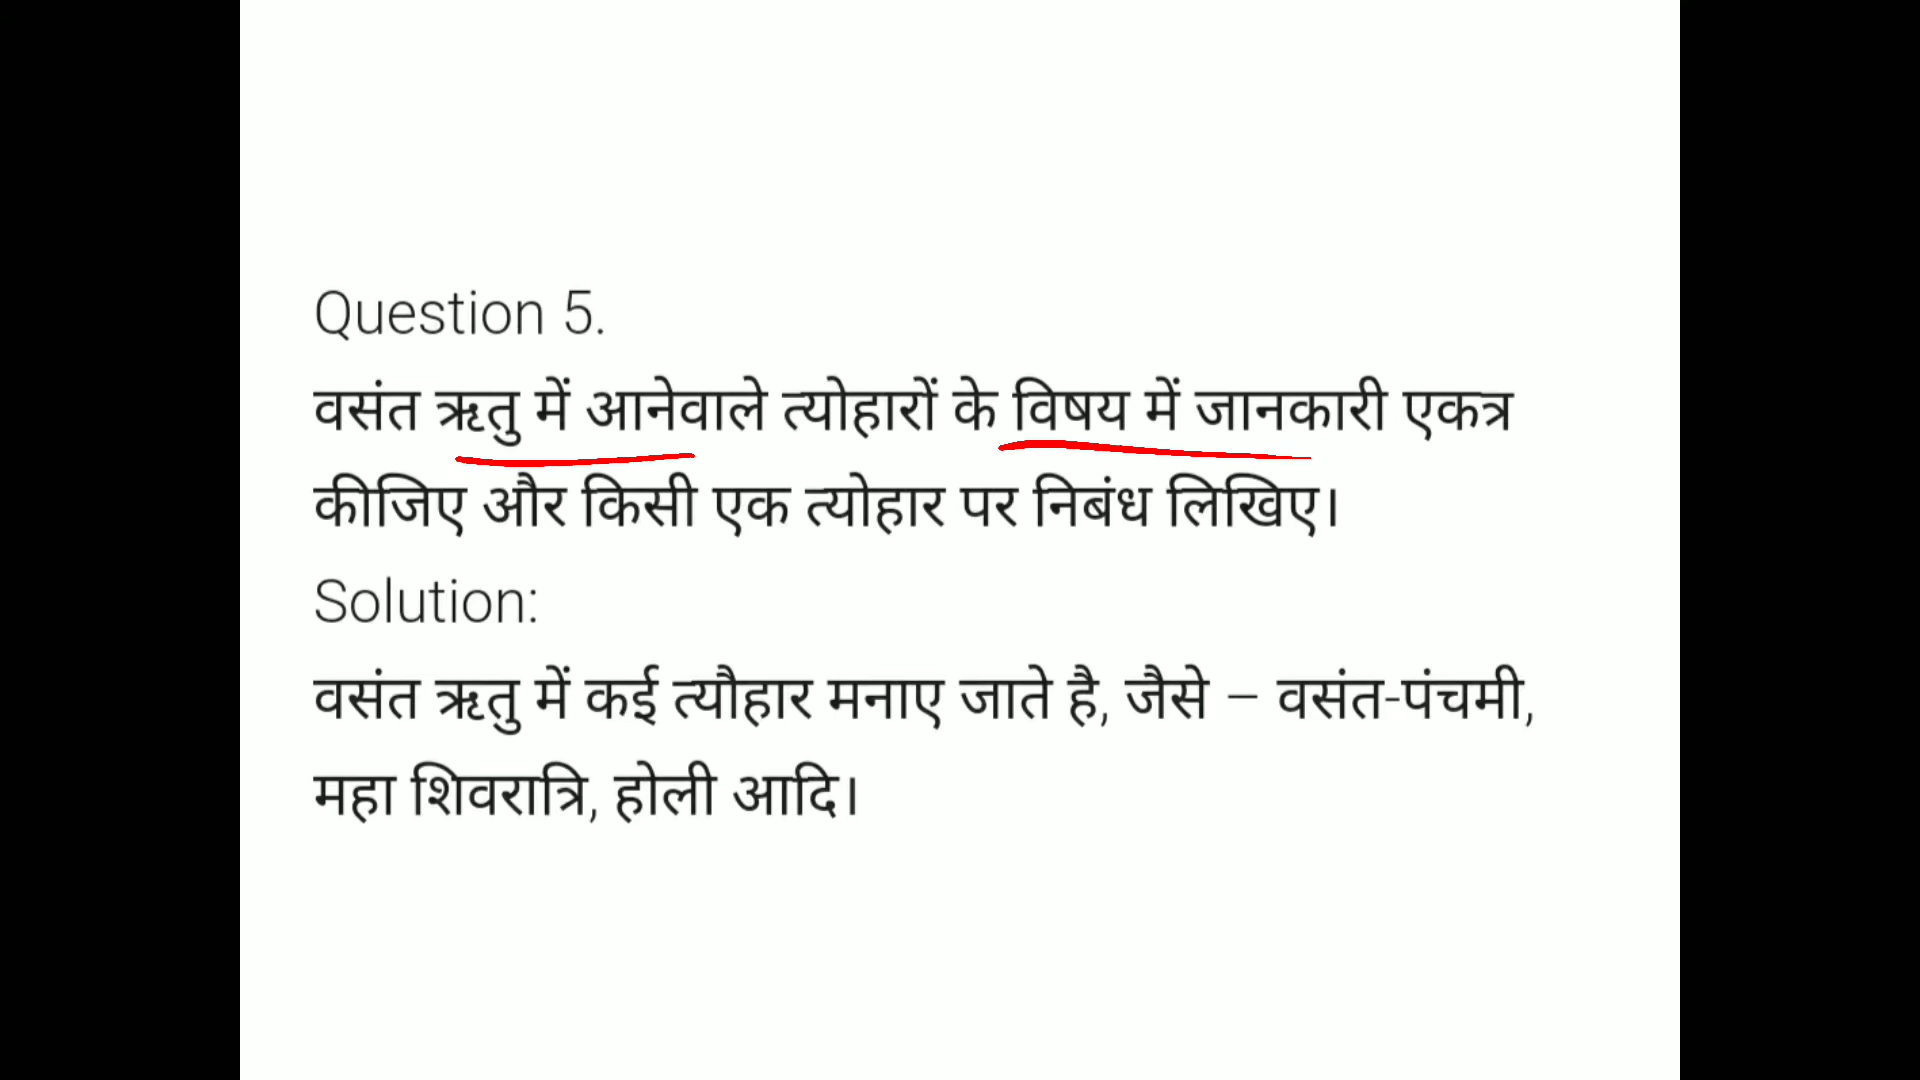 Question 5.
वसंत ऋतु में आनेवाले त्योहारों के विषय में जानकारी एकत्र
कीजिए और किसी एक त्योहार पर निबंध लिखिए।
Solution:
वसंत ऋतु में कई त्यौहार मनाए जाते है, जैसे – वसंत-पंचमी,
महा शिवरात्रि, होली आदि।